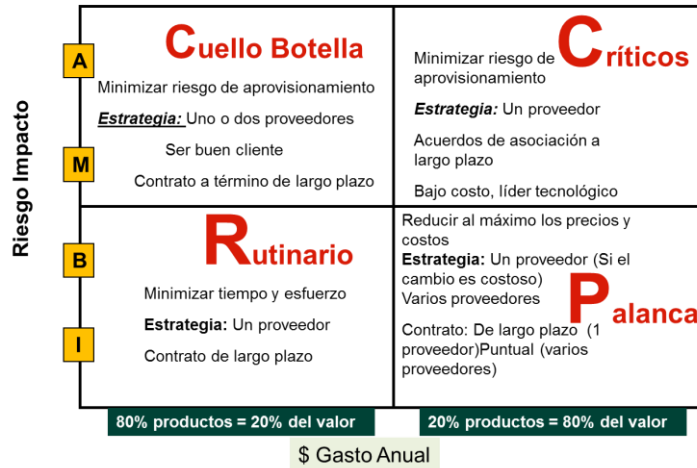 Riesgo Impacto
A
M
B
I
Cuello Botella
Minimizar riesgo de aprovisionamiento
Estrategia: Uno o dos proveedores
Ser buen cliente
Contrato a término de largo plazo
Críticos
Minimizar riesgo de
aprovisionamiento
Estrategia: Un proveedor
Acuerdos de asociación a
largo plazo
Bajo costo, líder tecnológico
Rutinario
Minimizar tiempo y esfuerzo
Estrategia: Un proveedor
Contrato de largo plazo
Reducir al máximo los precios y
costos
Estrategia: Un proveedor (Si el
cambio es costoso)
Varios proveedores
Palanca
Contrato: De largo plazo (1
proveedor)Puntual (varios
proveedores)
80% productos = 20% del valor
20% productos = 80% del valor
$ Gasto Anual